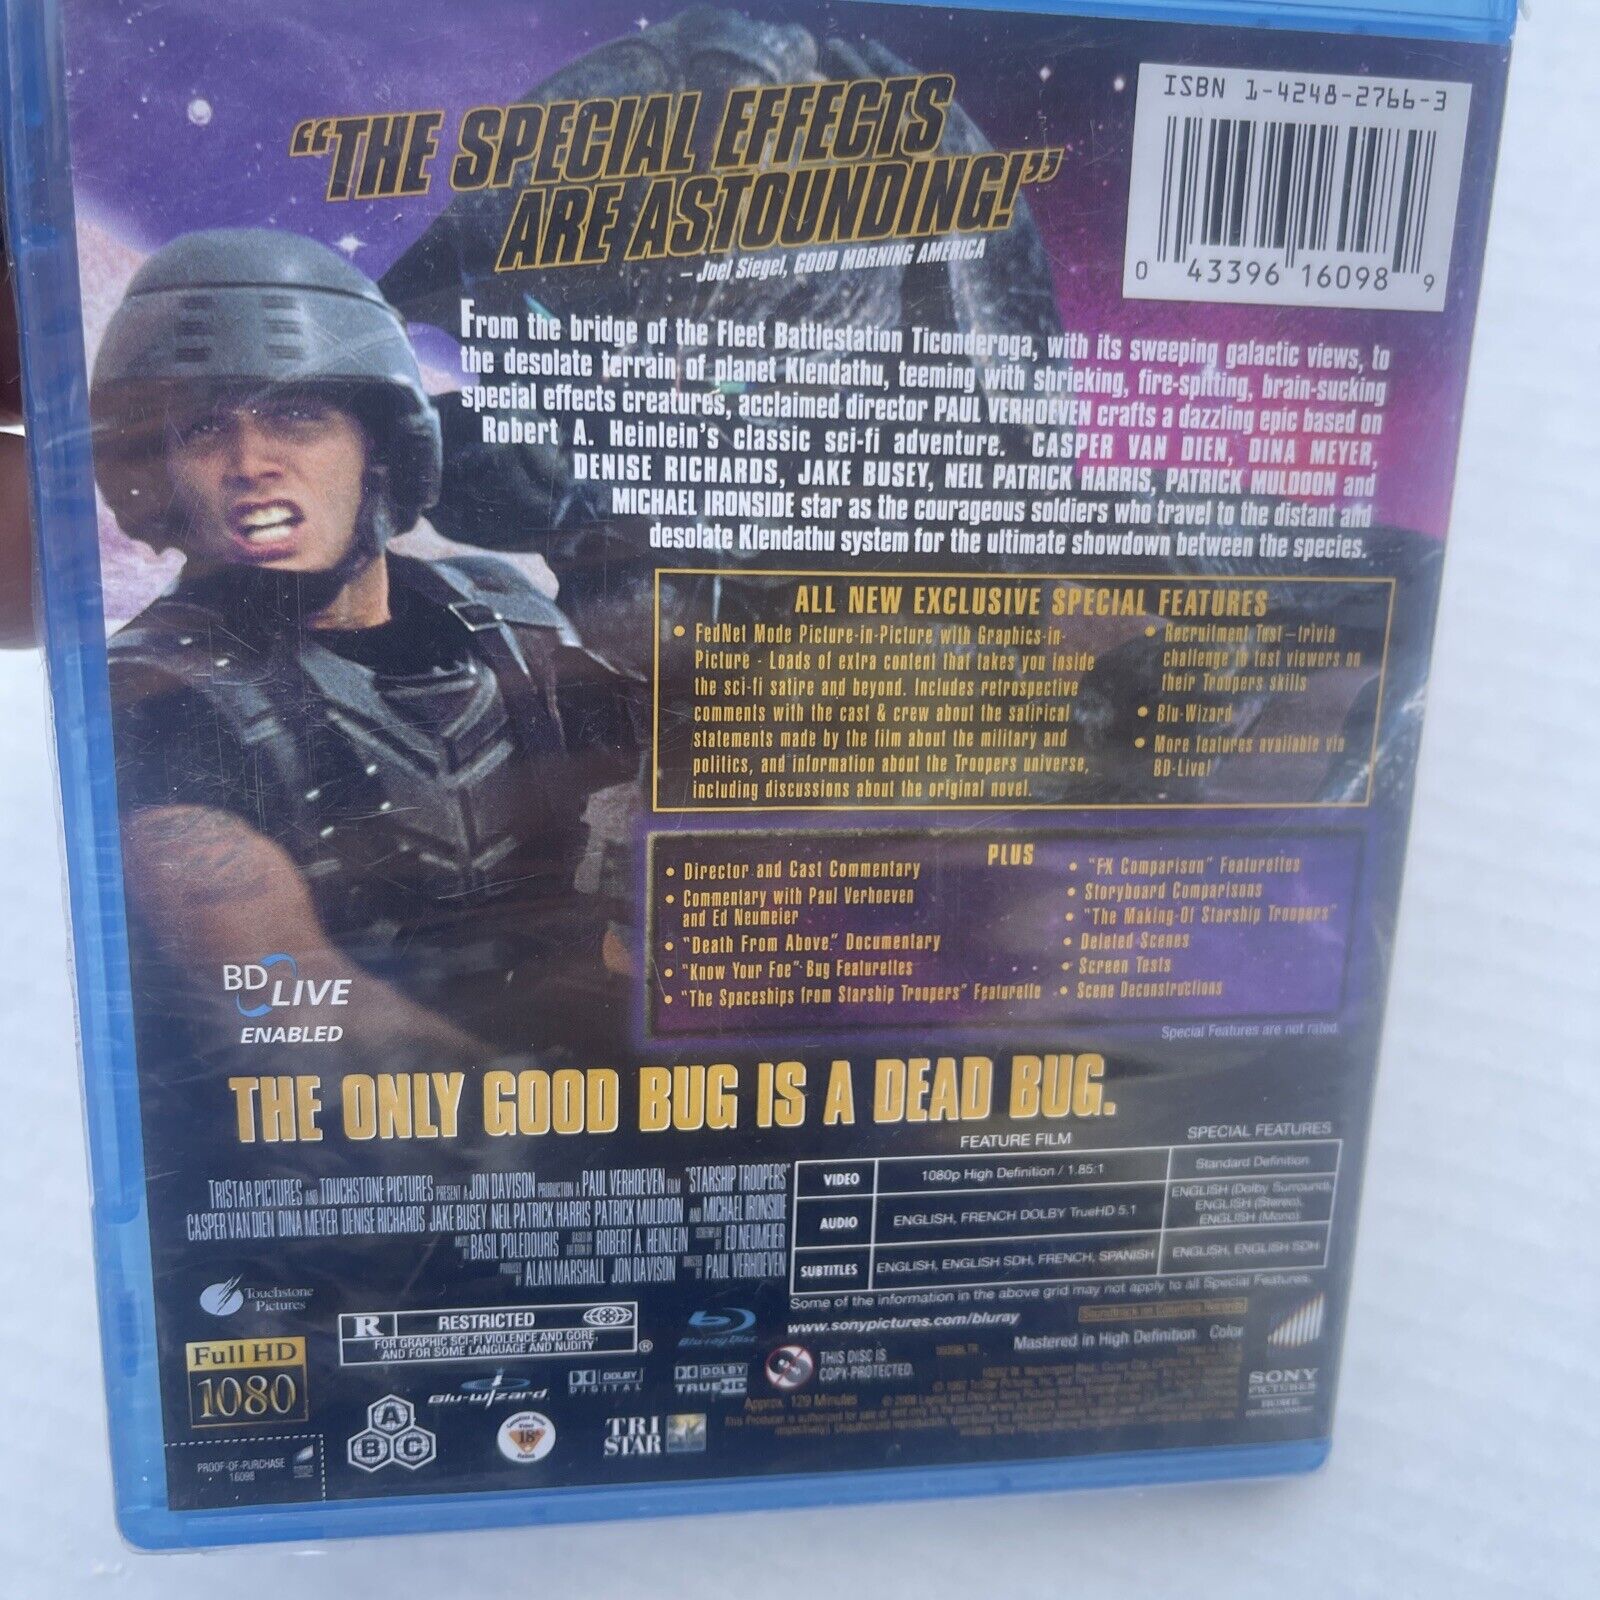 ISBN 1-4248-2766-3
0 43396 16098 9
"THE SPECIAL EFFECTS
ARE ASTOUNDING!"
– Joel Siegel, GOOD MORNING AMERICA
From the bridge of the Fleet Battlestation Ticonderoga, with its sweeping galactic views, to
the desolate terrain of planet Klendathu, teeming with shrieking, fire-spitting, brain-sucking
special effects creatures, acclaimed director PAUL VERHOEVEN crafts a dazzling epic based on
Robert A. Heinlein's classic sci-fi adventure. CASPER VAN DIEN, DINA MEYER,
DENISE RICHARDS, JAKE BUSEY, NEIL PATRICK HARRIS, PATRICK MULDOON and
MICHAEL IRONSIDE star as the courageous soldiers who travel to the distant and
desolate Klendathu system for the ultimate showdown between the species.
ALL NEW EXCLUSIVE SPECIAL FEATURES
• FedNet Mode Picture-in-Picture with Graphics-in-
Picture - Loads of extra content that takes you inside
the sci-fi satire and beyond. Includes retrospective
comments with the cast & crew about the satirical
statements made by the film about the military and
politics, and information about the Troopers universe,
including discussions about the original novel.
• Recruitment Test – trivia
challenge to test viewers on
their Troopers skills
• Blu-Wizard
• More features available via
BD-Live!
PLUS
• Director and Cast Commentary
• Commentary with Paul Verhoeven
and Ed Neumeier
• "Death From Above" Documentary
• "Know Your Foe" Bug Featurettes
• "The Spaceships from Starship Troopers" Featurette
• "FX Comparison" Featurettes
• Storyboard Comparisons
• "The Making-Of Starship Troopers"
• Deleted Scenes
• Screen Tests
• Scene Deconstructions
Special Features are not rated.
BD LIVE
ENABLED
THE ONLY GOOD BUG IS A DEAD BUG.
FEATURE FILM
SPECIAL FEATURES
VIDEO 1080p High Definition / 1.85:1 Standard Definition
AUDIO ENGLISH, FRENCH DOLBY TrueHD 5.1 ENGLISH (Dolby Surround),
ENGLISH (Stereo),
ENGLISH (Mono)
SUBTITLES ENGLISH, ENGLISH SDH, FRENCH, SPANISH ENGLISH, ENGLISH SDH
Some of the information in the above grid may not apply to all Special Features.
TRISTAR PICTURES AND TOUCHSTONE PICTURES PRESENT A JON DAVISON PRODUCTION A PAUL VERHOEVEN FILM "STARSHIP TROOPERS"
CASPER VAN DIEN DINA MEYER DENISE RICHARDS JAKE BUSEY NEIL PATRICK HARRIS PATRICK MULDOON AND MICHAEL IRONSIDE
MUSIC BY BASIL POLEDOURIS BASED ON THE BOOK BY ROBERT A. HEINLEIN SCREENPLAY BY ED NEUMEIER
PRODUCED BY ALAN MARSHALL JON DAVISON DIRECTED BY PAUL VERHOEVEN
www.sonypictures.com/bluray
Soundtrack on Columbia Records
Mastered in High Definition Color
Touchstone
Pictures
R RESTRICTED
FOR GRAPHIC SCI-FI VIOLENCE AND GORE,
AND FOR SOME LANGUAGE AND NUDITY
®
Blu-ray Disc
THIS DISC IS
COPY-PROTECTED.
Full HD
1080
Blu-wizard
DOLBY
DIGITAL
DOLBY
TRUEHD
Approx. 129 Minutes
A
B C
18
TRI
STAR
SONY
PICTURES
HOME
PROOF-OF-PURCHASE
16098